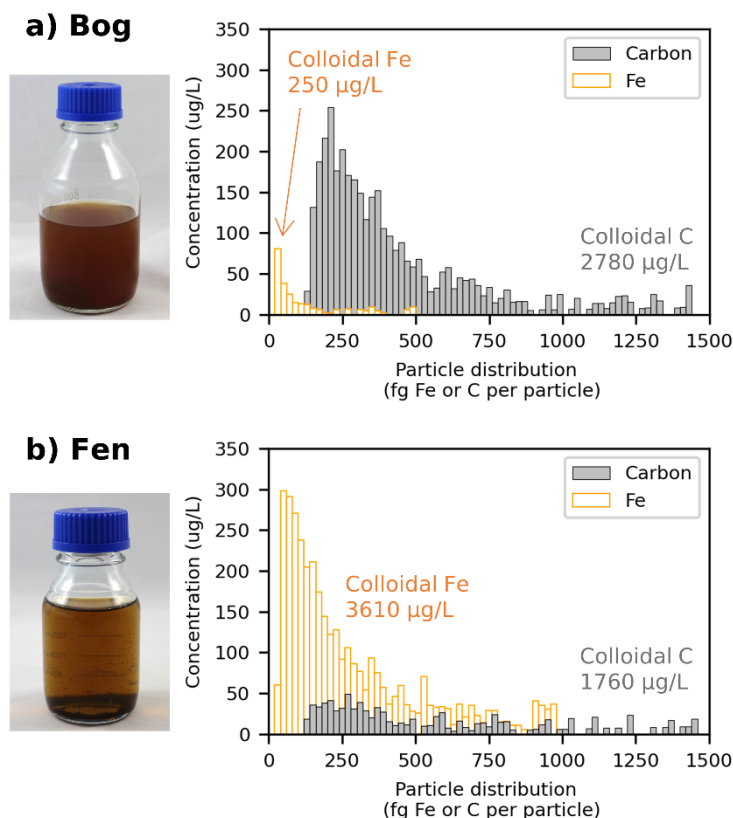 a) Bog
Colloidal Fe
250 µg/L
Carbon
Fe
Colloidal C
2780 µg/L
Concentration (ug/L)
350
300
250
200
150
100
50
0
0 250 500 750 1000 1250 1500
Particle distribution
(fg Fe or C per particle)
b) Fen
Carbon
Fe
Colloidal Fe
3610 µg/L
Colloidal C
1760 µg/L
Concentration (ug/L)
350
300
250
200
150
100
50
0
0 250 500 750 1000 1250 1500
Particle distribution
(fg Fe or C per particle)